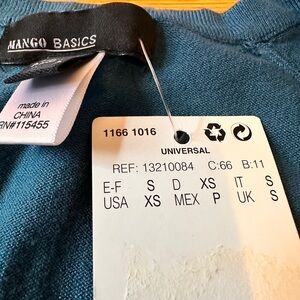 MANGO BASICS
made in
CHINA
RN#115455
1166 1016
UNIVERSAL
REF: 13210084 C:66 B:11
E-F S D XS IT S
USA XS MEX P UK S